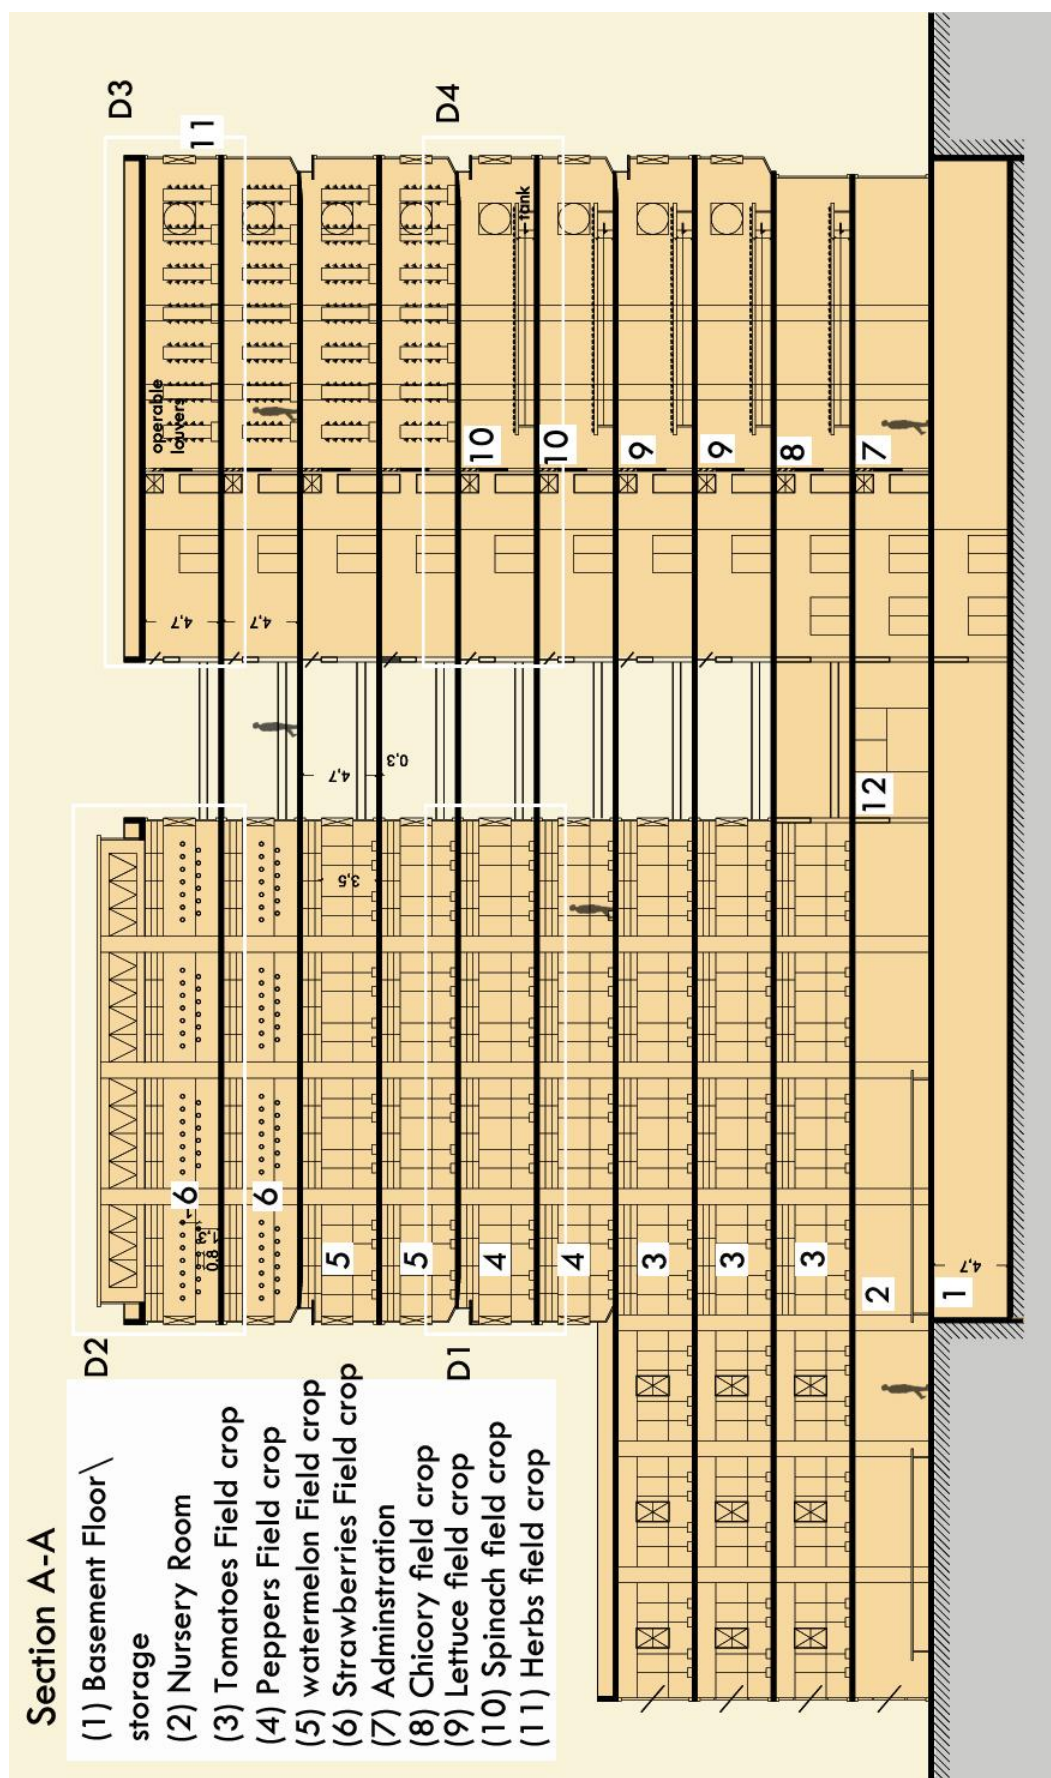 Section A-A
(1) Basement Floor\
storage
(2) Nursery Room
(3) Tomatoes Field crop
(4) Peppers Field crop
(5) watermelon Field crop
(6) Strawberries Field crop
(7) Adminstration
(8) Chicory field crop
(9) Lettuce field crop
(10) Spinach field crop
(11) Herbs field crop
D2
D1
D3
D4
6
6
5
5
4
4
3
3
3
2
1
0.8
3,5
4,7
0,3
4,7
4,7
4,7
12
operable
louvers
tank
11
10
10
9
9
8
7